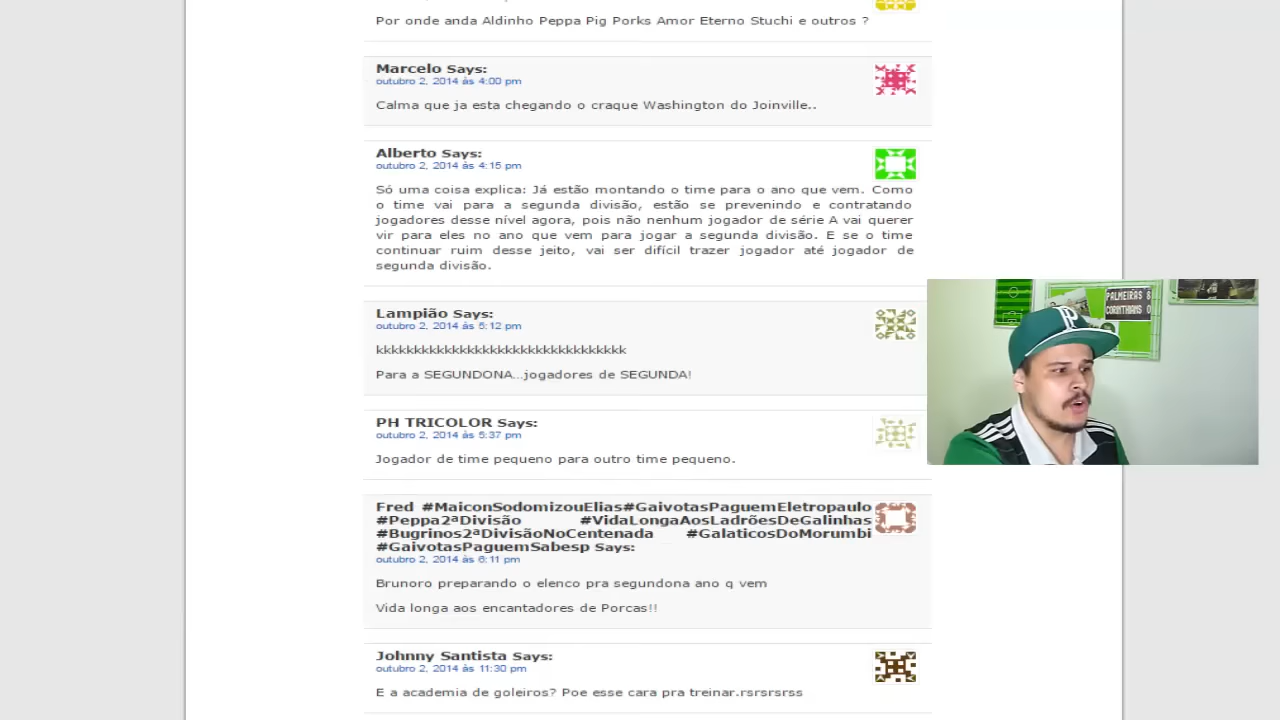 Por onde anda Aldinho Peppa Pig Porks Amor Eterno Stuchi e outros ?
Marcelo Says:
outubro 2, 2014 às 4:00 pm
Calma que ja esta chegando o craque Washington do Joinville..
Alberto Says:
outubro 2, 2014 às 4:15 pm
Só uma coisa explica: Já estão montando o time para o ano que vem. Como
o time vai para a segunda divisão, estão se prevenindo e contratando
jogadores desse nível agora, pois não nenhum jogador de série A vai querer
vir para eles no ano que vem para jogar a segunda divisão. E se o time
continuar ruim desse jeito, vai ser difícil trazer jogador até jogador de
segunda divisão.
Lampião Says:
outubro 2, 2014 às 5:12 pm
kkkkkkkkkkkkkkkkkkkkkkkkkkkkkkkkk
Para a SEGUNDONA...jogadores de SEGUNDA!
PH TRICOLOR Says:
outubro 2, 2014 às 5:37 pm
Jogador de time pequeno para outro time pequeno.
Fred #MaiconSodomizouElias#GaivotasPaguemEletropaulo
#Peppa2ªDivisão #VidaLongaAosLadrõesDeGalinhas
#Bugrinos2ªDivisãoNoCentenada #GalaticosDoMorumbi
#GaivotasPaguemSabesp Says:
outubro 2, 2014 às 6:11 pm
Brunoro preparando o elenco pra segundona ano q vem
Vida longa aos encantadores de Porcas!!
Johnny Santista Says:
outubro 2, 2014 às 11:30 pm
E a academia de goleiros? Poe esse cara pra treinar.rsrsrsrss
PALMEIRAS 6
CORINTHIANS 0
P